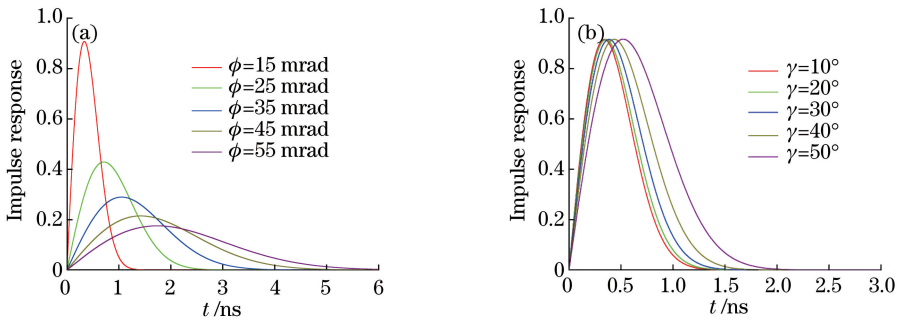 (a)
Impulse response
1.0
0.8
0.6
0.4
0.2
0
0 1 2 3 4 5 6
t /ns
ϕ=15 mrad
ϕ=25 mrad
ϕ=35 mrad
ϕ=45 mrad
ϕ=55 mrad
(b)
Impulse response
1.0
0.8
0.6
0.4
0.2
0
0 0.5 1.0 1.5 2.0 2.5 3.0
t /ns
γ=10°
γ=20°
γ=30°
γ=40°
γ=50°